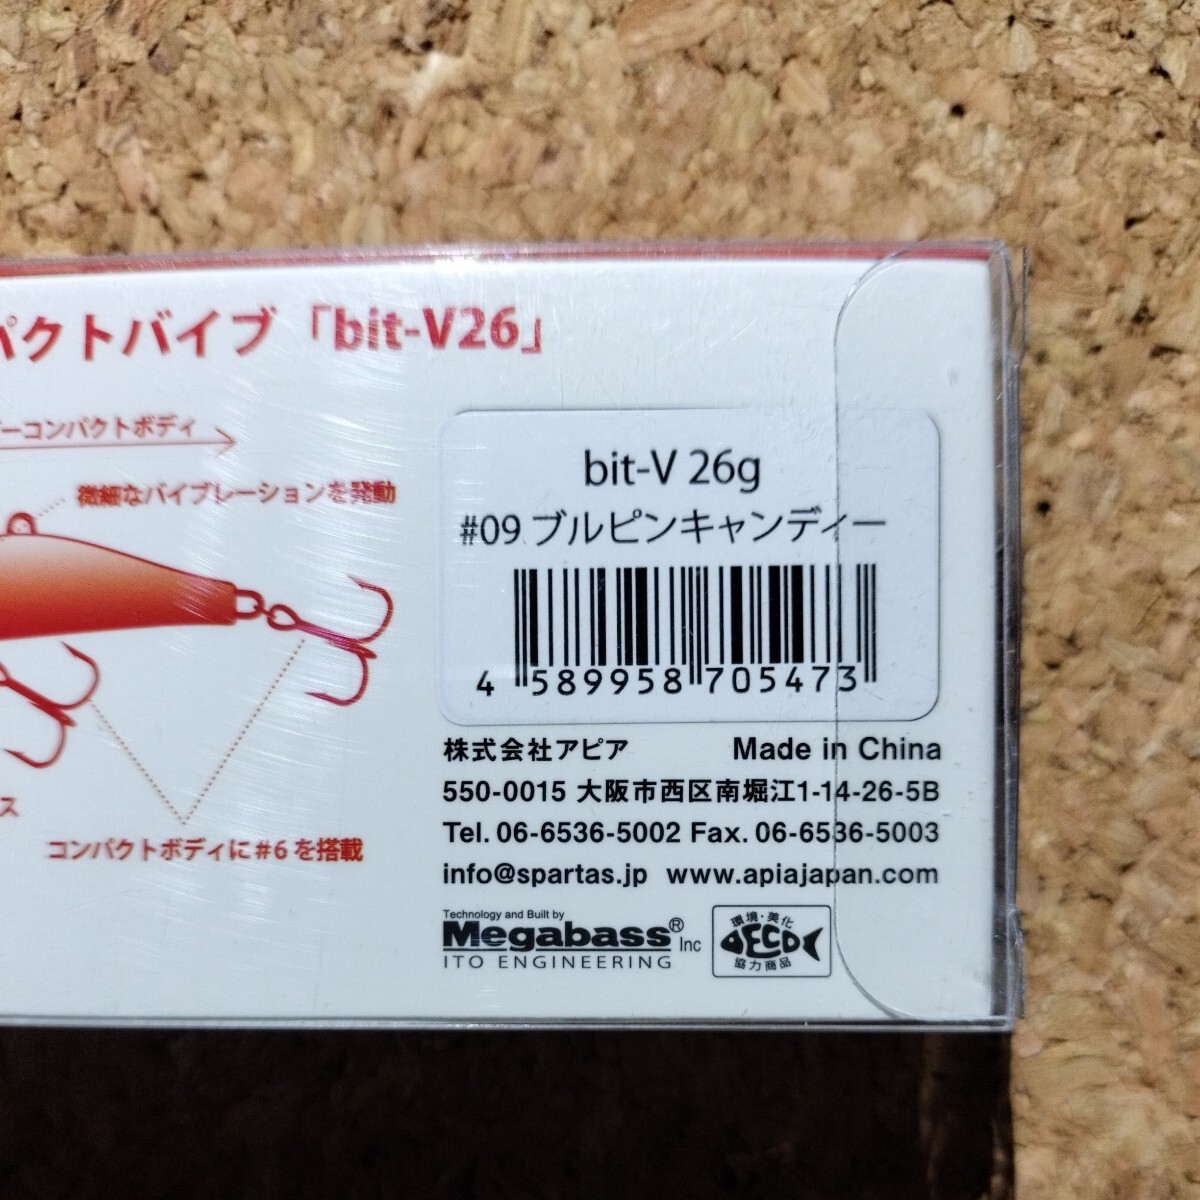 パクトバイブ「bit-V26」
ーコンパクトボディ
微細なバイブレーションを発動
ス
コンパクトボディに#6を搭載
bit-V 26g
#09 ブルピンキャンディー
4 589958 705473
株式会社アピア Made in China
550-0015 大阪市西区南堀江1-14-26-5B
Tel. 06-6536-5002 Fax. 06-6536-5003
info@spartas.jp www.apiajapan.com
Technology and Built by
Megabass® Inc
ITO ENGINEERING
環境・美化
ECO
協力商品